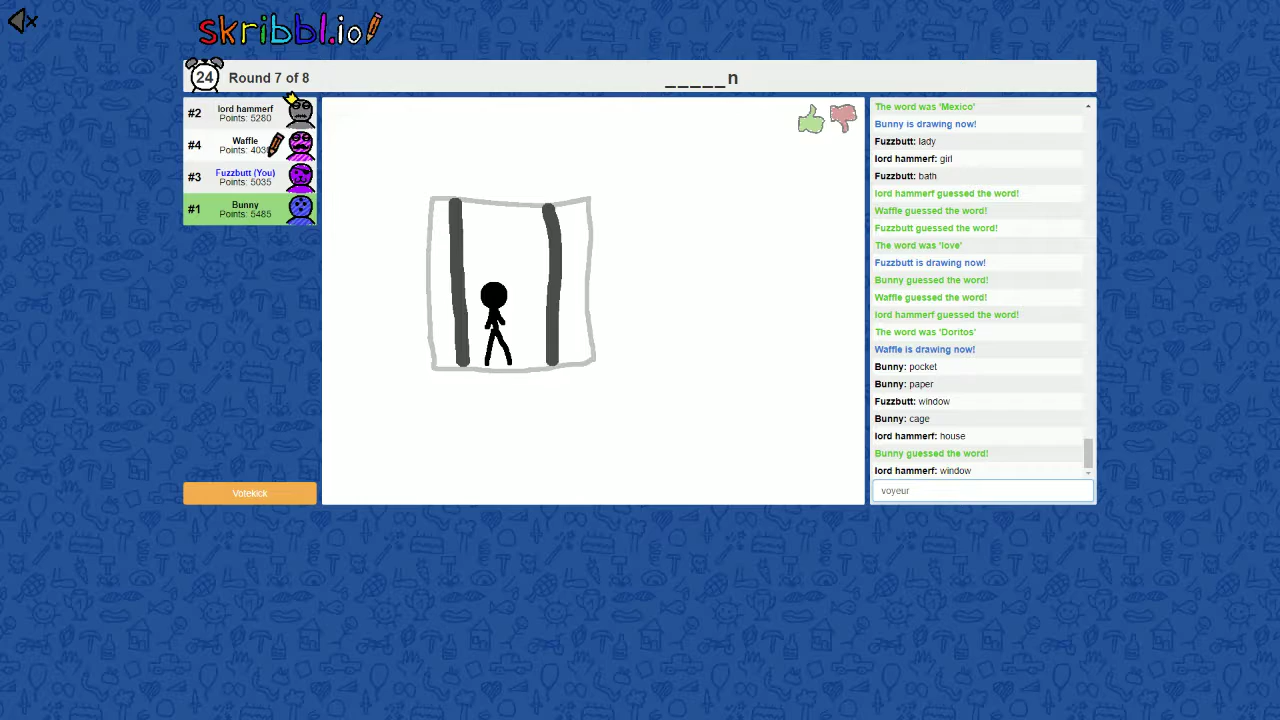 skribbl.io
24
Round 7 of 8
_____n
#2
lord hammerf
Points: 5280
#4
Waffle
Points: 403
#3
Fuzzbutt (You)
Points: 5035
#1
Bunny
Points: 5485
Votekick
The word was 'Mexico'
Bunny is drawing now!
Fuzzbutt: lady
lord hammerf: girl
Fuzzbutt: bath
lord hammerf guessed the word!
Waffle guessed the word!
Fuzzbutt guessed the word!
The word was 'love'
Fuzzbutt is drawing now!
Bunny guessed the word!
Waffle guessed the word!
lord hammerf guessed the word!
The word was 'Doritos'
Waffle is drawing now!
Bunny: pocket
Bunny: paper
Fuzzbutt: window
Bunny: cage
lord hammerf: house
Bunny guessed the word!
lord hammerf: window
voyeur